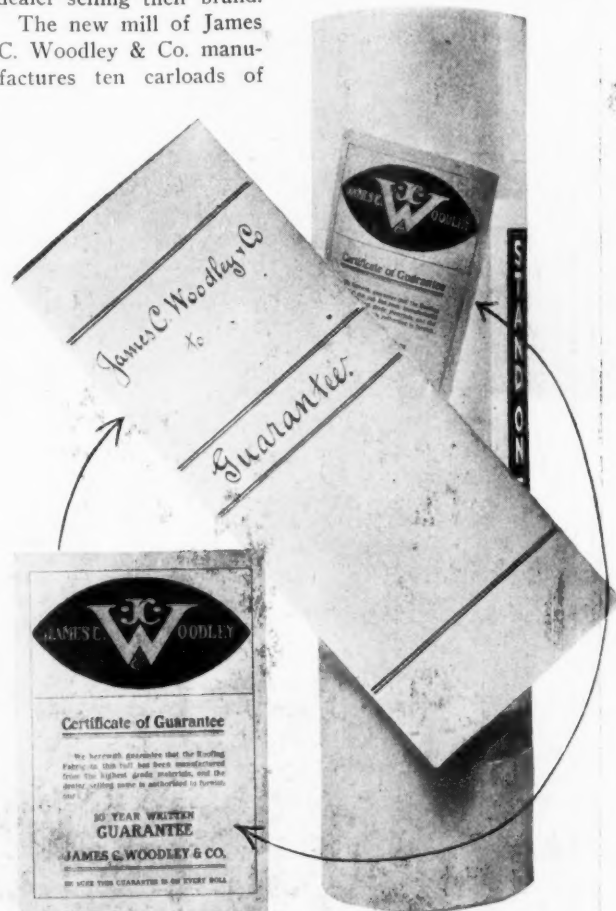 dealer selling their brand.
The new mill of James
C. Woodley & Co. manu-
factures ten carloads of
JAMES C. WOODLEY
JC
Certificate of Guarantee
STAND ON
James C. Woodley & Co
to
Guarantee.
JC
JAMES C. WOODLEY
Certificate of Guarantee
We herewith guarantee that the Roofing
Fabric in this roll has been manufactured
from the highest grade materials, and the
dealer selling same is authorized to furnish
our
10 YEAR WRITTEN
GUARANTEE
JAMES C. WOODLEY & CO.
BE SURE THIS GUARANTEE IS ON EVERY ROLL